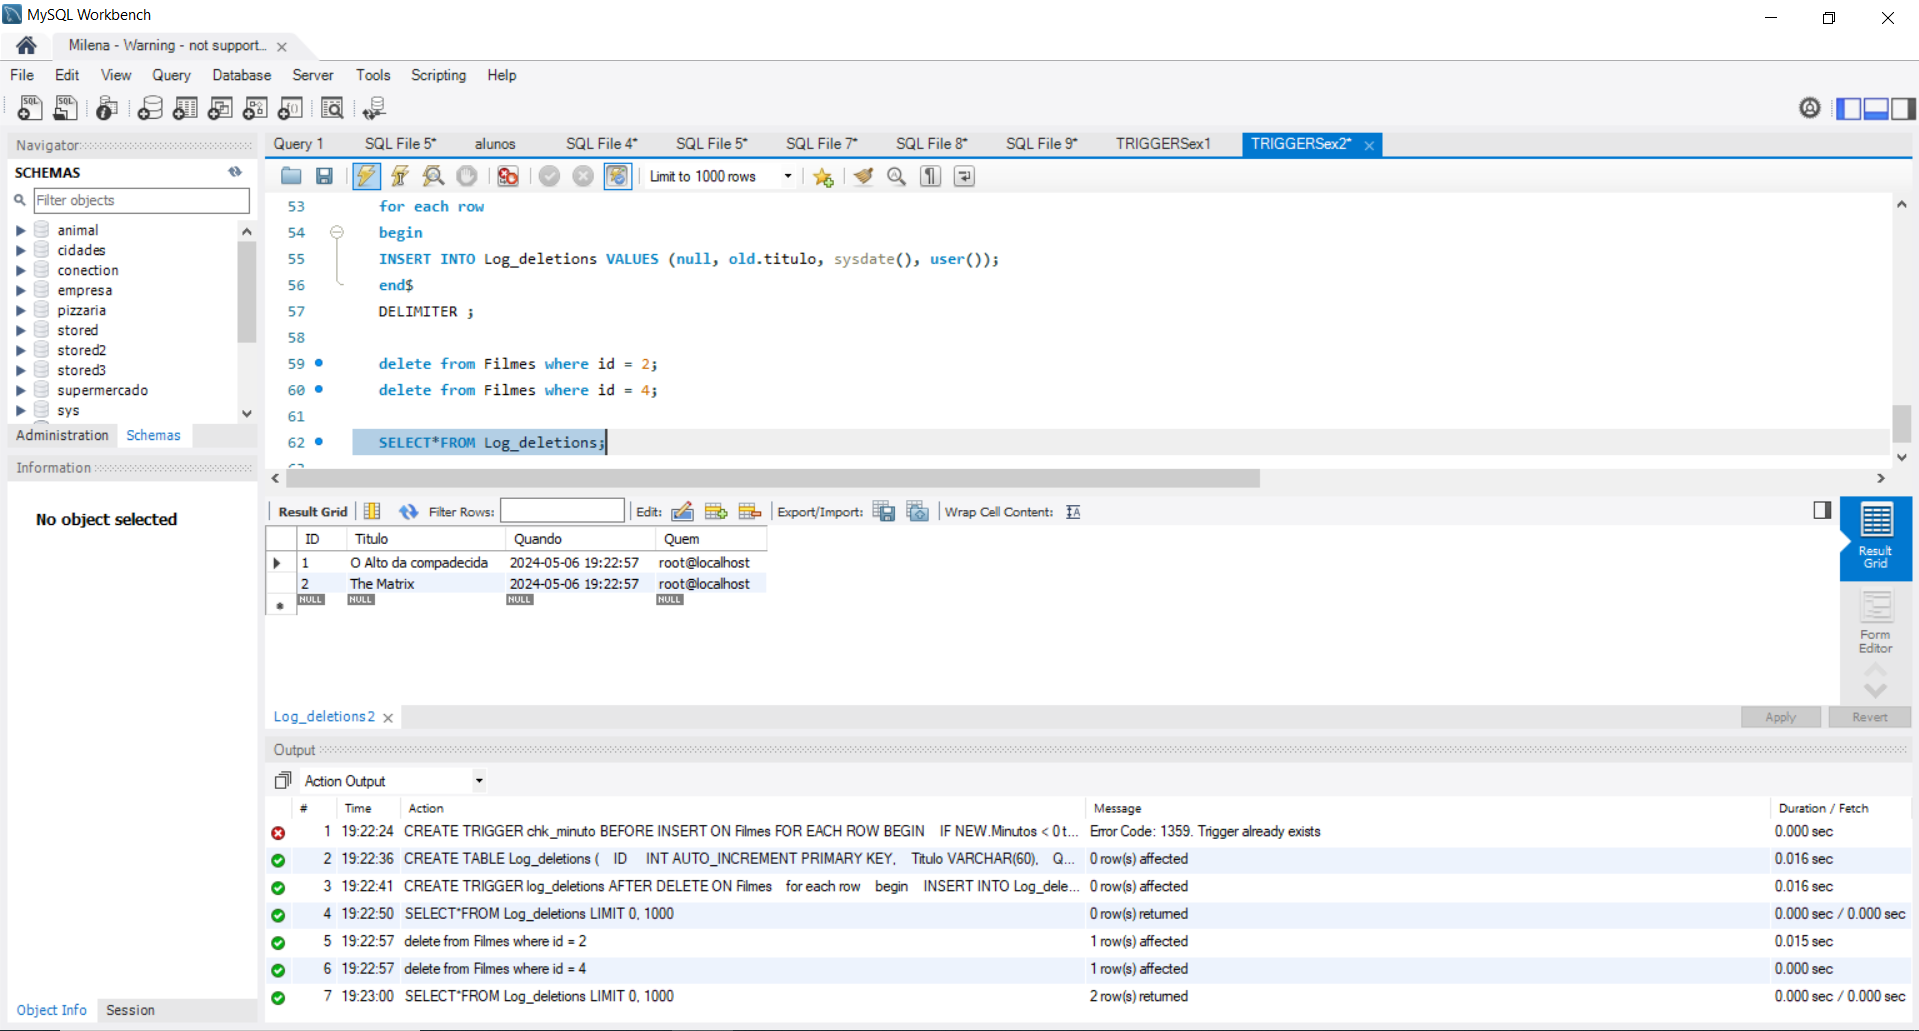 MySQL Workbench
Milena - Warning - not support...
File Edit View Query Database Server Tools Scripting Help
Navigator
SCHEMAS
Filter objects
animal
cidades
conection
empresa
pizzaria
stored
stored2
stored3
supermercado
sys
Administration Schemas
Information
No object selected
Object Info Session
Query 1 SQL File 5* alunos SQL File 4* SQL File 5* SQL File 7* SQL File 8* SQL File 9* TRIGGERSex1 TRIGGERSex2*
Limit to 1000 rows
53 for each row
54 begin
55 INSERT INTO Log_deletions VALUES (null, old.titulo, sysdate(), user());
56 end$
57 DELIMITER ;
58
59 delete from Filmes where id = 2;
60 delete from Filmes where id = 4;
61
62 SELECT*FROM Log_deletions;
Result Grid Filter Rows: Edit: Export/Import: Wrap Cell Content:
ID Titulo Quando Quem
1 O Alto da compadecida 2024-05-06 19:22:57 root@localhost
2 The Matrix 2024-05-06 19:22:57 root@localhost
NULL NULL NULL NULL
Result
Grid
Form
Editor
Log_deletions2
Apply Revert
Output
Action Output
# Time Action Message Duration / Fetch
1 19:22:24 CREATE TRIGGER chk_minuto BEFORE INSERT ON Filmes FOR EACH ROW BEGIN IF NEW.Minutos < 0 t... Error Code: 1359. Trigger already exists 0.000 sec
2 19:22:36 CREATE TABLE Log_deletions ( ID INT AUTO_INCREMENT PRIMARY KEY, Titulo VARCHAR(60), Q... 0 row(s) affected 0.016 sec
3 19:22:41 CREATE TRIGGER log_deletions AFTER DELETE ON Filmes for each row begin INSERT INTO Log_dele... 0 row(s) affected 0.016 sec
4 19:22:50 SELECT*FROM Log_deletions LIMIT 0, 1000 0 row(s) returned 0.000 sec / 0.000 sec
5 19:22:57 delete from Filmes where id = 2 1 row(s) affected 0.015 sec
6 19:22:57 delete from Filmes where id = 4 1 row(s) affected 0.000 sec
7 19:23:00 SELECT*FROM Log_deletions LIMIT 0, 1000 2 row(s) returned 0.000 sec / 0.000 sec